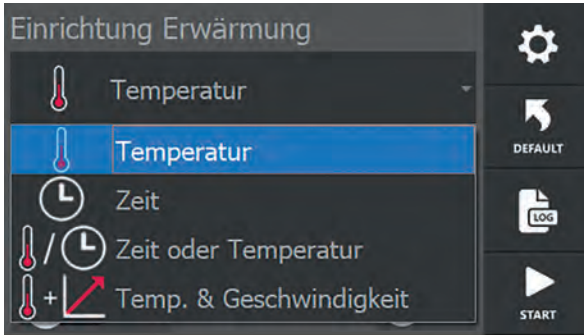 Einrichtung Erwärmung
Temperatur
Temperatur
Zeit
Zeit oder Temperatur
Temp. & Geschwindigkeit
DEFAULT
LOG
START